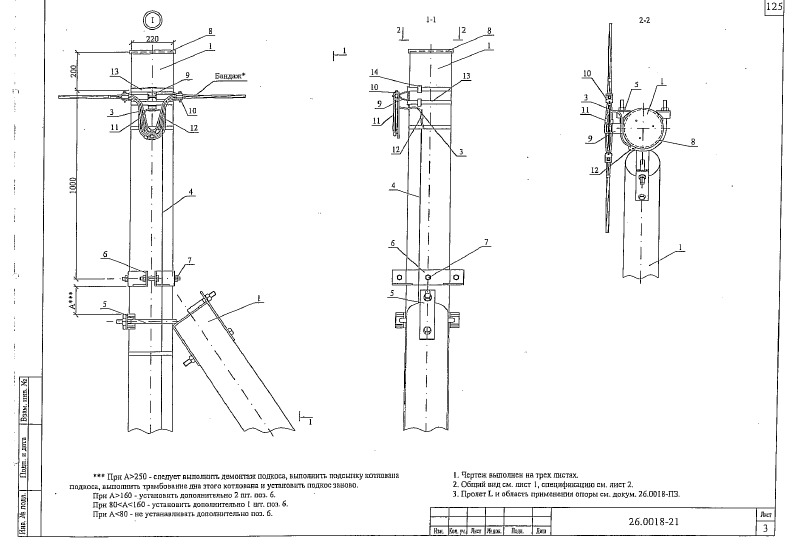 125
I
1-1
2-2
220
8
1
200
13
9
Бандаж*
3
10
11
12
1000
4
6
7
А***
5
1
1
1
2
2
8
1
14
10
13
9
11
12
3
4
6
7
5
10
5
1
3
11
9
8
12
1
*** При А>250 - следует выполнить демонтаж подкоса, выполнить подсыпку котлована
подкоса, выполнить трамбование дна этого котлована и установить подкос заново.
При А>160 - установить дополнительно 2 шт. поз. 6.
При 80<А<160 - установить дополнительно 1 шт. поз. 6.
При А<80 - не устанавливать дополнительно поз. 6.
1. Чертеж выполнен на трех листах.
2. Общий вид см. лист 1, спецификацию см. лист 2.
3. Пролет L и область применения опоры см. докум. 26.0018-ПЗ.
Взам. инв. №
Подп. и дата
Инв. № подл.
Изм. Кол. уч. Лист №док. Подп. Дата
26.0018-21
Лист
3